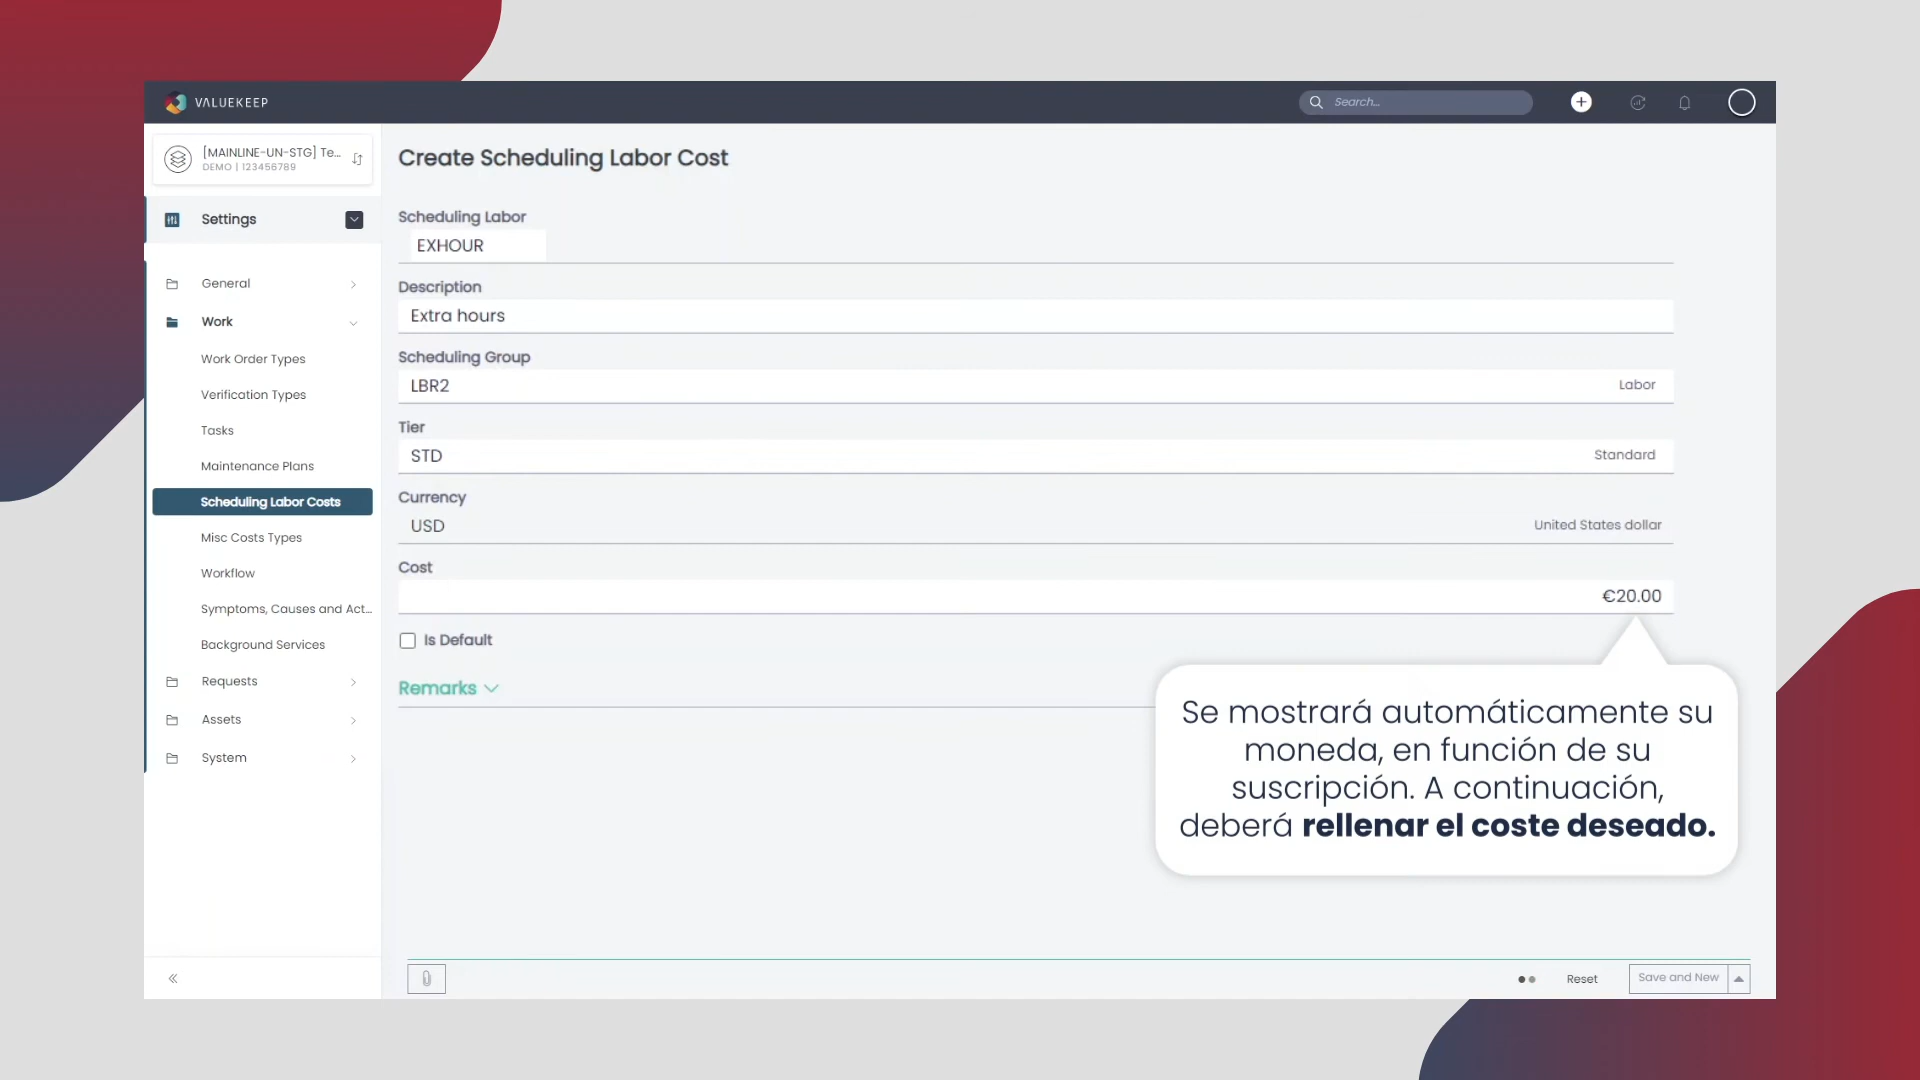 VALUEKEEP
Search...
[MAINLINE-UN-STG] Te...
DEMO | 123456789
Settings
General
Work
Work Order Types
Verification Types
Tasks
Maintenance Plans
Scheduling Labor Costs
Misc Costs Types
Workflow
Symptoms, Causes and Act...
Background Services
Requests
Assets
System
Create Scheduling Labor Cost
Scheduling Labor
EXHOUR
Description
Extra hours
Scheduling Group
LBR2 Labor
Tier
STD Standard
Currency
USD United States dollar
Cost
€20.00
Is Default
Remarks
Se mostrará automáticamente su
moneda, en función de su
suscripción. A continuación,
deberá rellenar el coste deseado.
Reset
Save and New